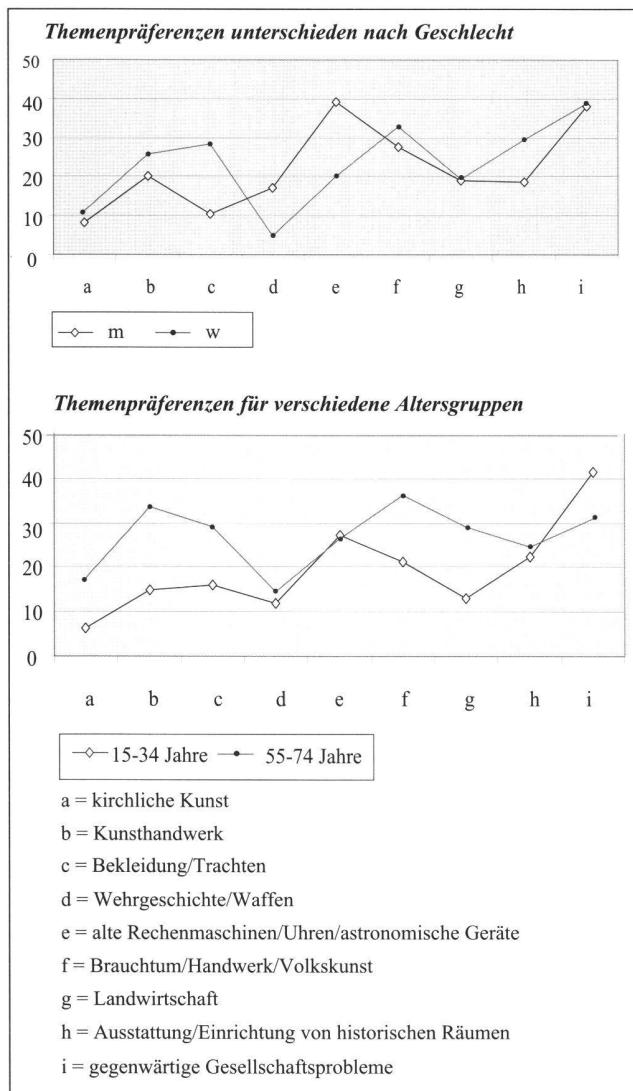 Themenpräferenzen unterschieden nach Geschlecht
50
40
30
20
10
0
a b c d e f g h i
m w
Themenpräferenzen für verschiedene Altersgruppen
50
40
30
20
10
0
a b c d e f g h i
15-34 Jahre 55-74 Jahre
a = kirchliche Kunst
b = Kunsthandwerk
c = Bekleidung/Trachten
d = Wehrgeschichte/Waffen
e = alte Rechenmaschinen/Uhren/astronomische Geräte
f = Brauchtum/Handwerk/Volkskunst
g = Landwirtschaft
h = Ausstattung/Einrichtung von historischen Räumen
i = gegenwärtige Gesellschaftsprobleme